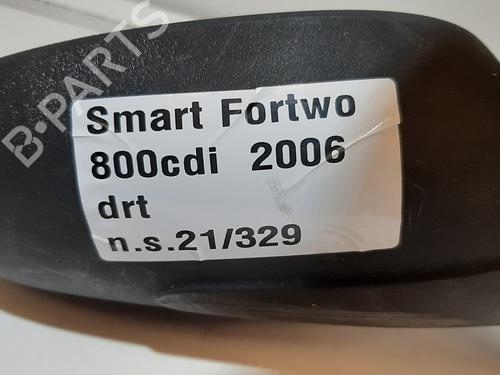 B-PARTS
Smart Fortwo
800cdi 2006
drt
n.s.21/329